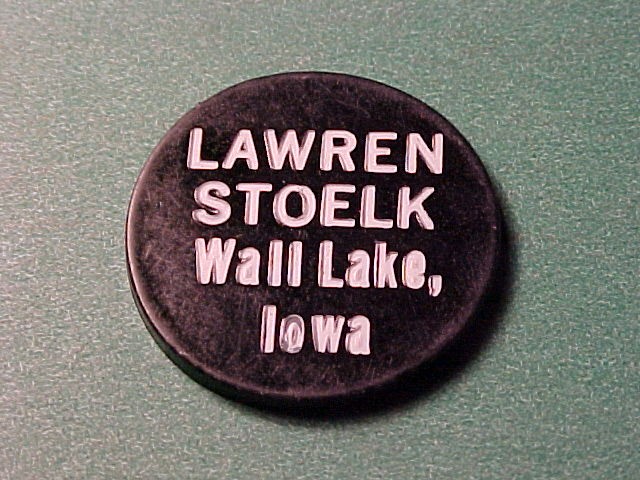 LAWREN
STOELK
Wall Lake,
Iowa